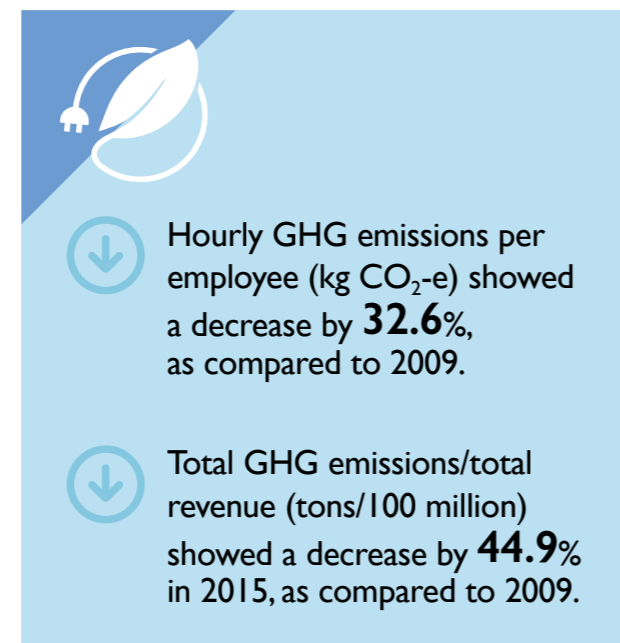 Hourly GHG emissions per
employee (kg CO₂-e) showed
a decrease by 32.6%,
as compared to 2009.
Total GHG emissions/total
revenue (tons/100 million)
showed a decrease by 44.9%
in 2015, as compared to 2009.